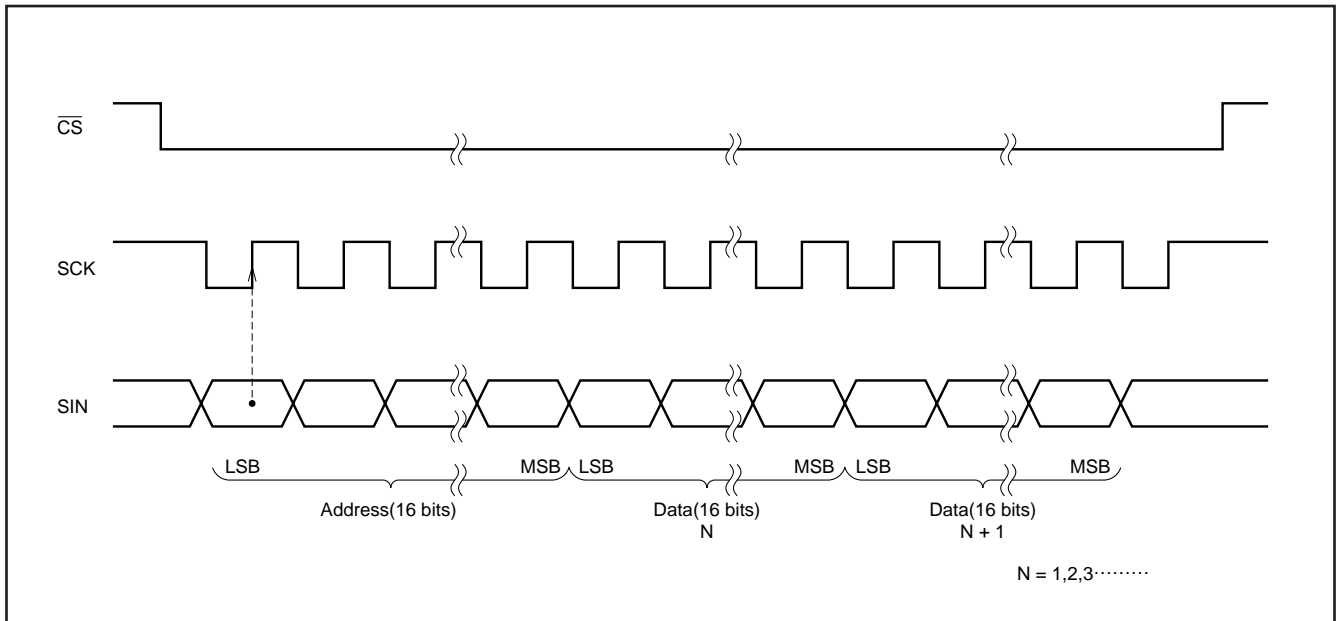 CS
SCK
SIN
LSB MSB LSB MSB LSB MSB
Address(16 bits) Data(16 bits) Data(16 bits)
N N + 1
N = 1,2,3·········